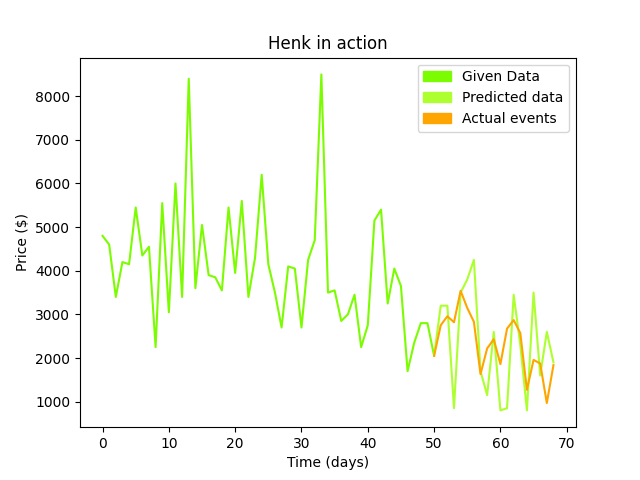 Henk in action
Given Data
Predicted data
Actual events
Price ($)
8000
7000
6000
5000
4000
3000
2000
1000
0 10 20 30 40 50 60 70
Time (days)